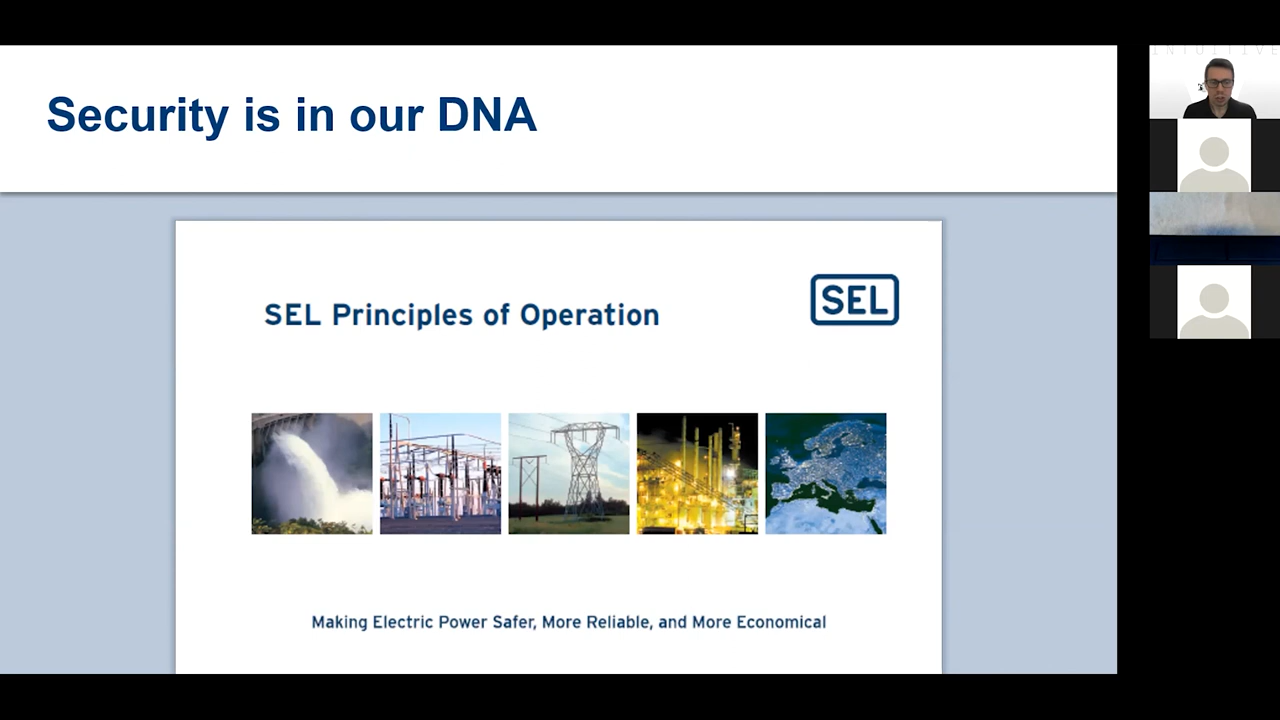 Security is in our DNA
SEL Principles of Operation
SEL
Making Electric Power Safer, More Reliable, and More Economical
INTUITIVE